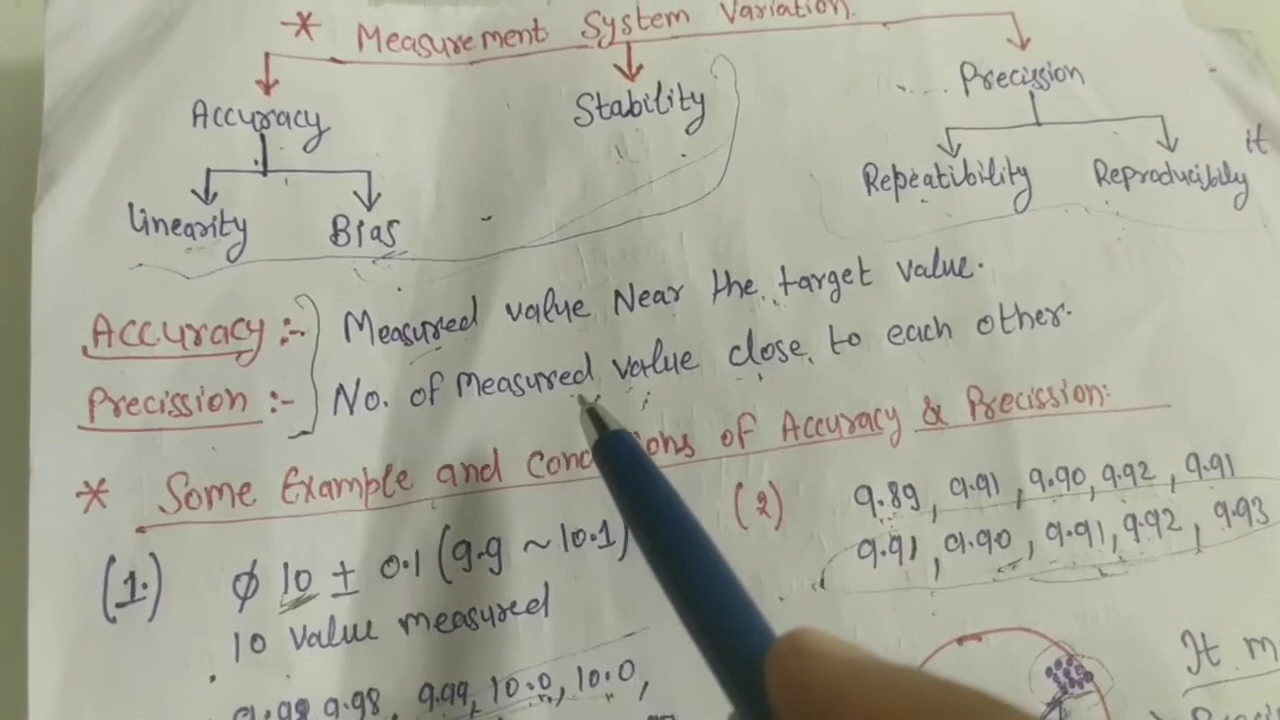 * Measurement System Variation.
Accuracy Stability Precission
Linearity Bias Repeatibility Reproducibily it
Accuracy :- Measured value Near the target value.
Precission :- No. of Measured value close to each other.
* Some Example and Conditions of Accuracy & Precission:
(1.) ϕ 10 ± 0.1 (9.9 ~ 10.1)
10 value measured
9.98 9.98, 9.99, 10.0, 10.0,
(2) 9.89, 9.91, 9.90, 9.92, 9.91
9.91, 9.90, 9.91, 9.92, 9.93
It